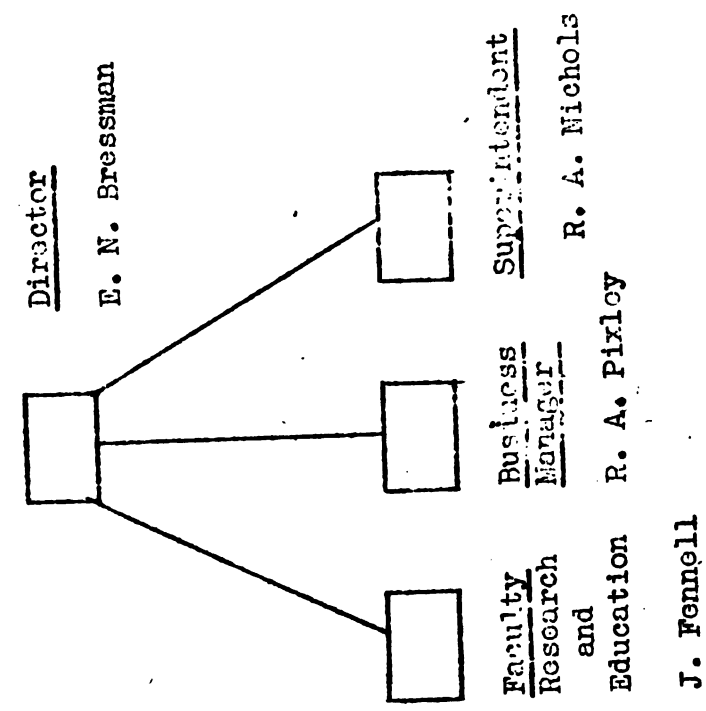 Director
E. N. Bressman
Faculty
Research
and
Education
J. Fennell
Business
Manager
R. A. Pixley
Superintendent
R. A. Nichols